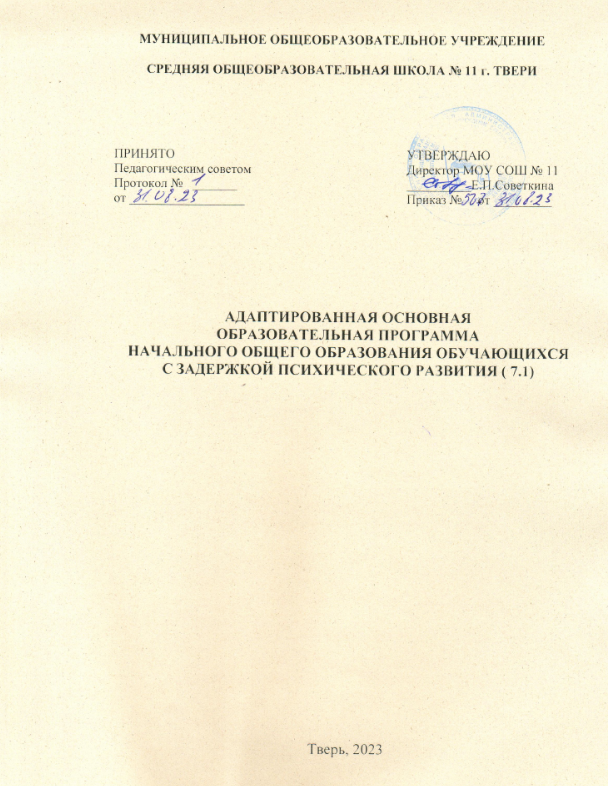 МУНИЦИПАЛЬНОЕ ОБЩЕОБРАЗОВАТЕЛЬНОЕ УЧРЕЖДЕНИЕ
СРЕДНЯЯ ОБЩЕОБРАЗОВАТЕЛЬНАЯ ШКОЛА № 11 г. ТВЕРИ
ПРИНЯТО
Педагогическим советом
Протокол № 1
от 31.08.23
УТВЕРЖДАЮ
Директор МОУ СОШ № 11
Е.П.Советкина
Приказ № 503 от 31.08.23
АДАПТИРОВАННАЯ ОСНОВНАЯ
ОБРАЗОВАТЕЛЬНАЯ ПРОГРАММА
НАЧАЛЬНОГО ОБЩЕГО ОБРАЗОВАНИЯ ОБУЧАЮЩИХСЯ
С ЗАДЕРЖКОЙ ПСИХИЧЕСКОГО РАЗВИТИЯ ( 7.1)
Тверь, 2023